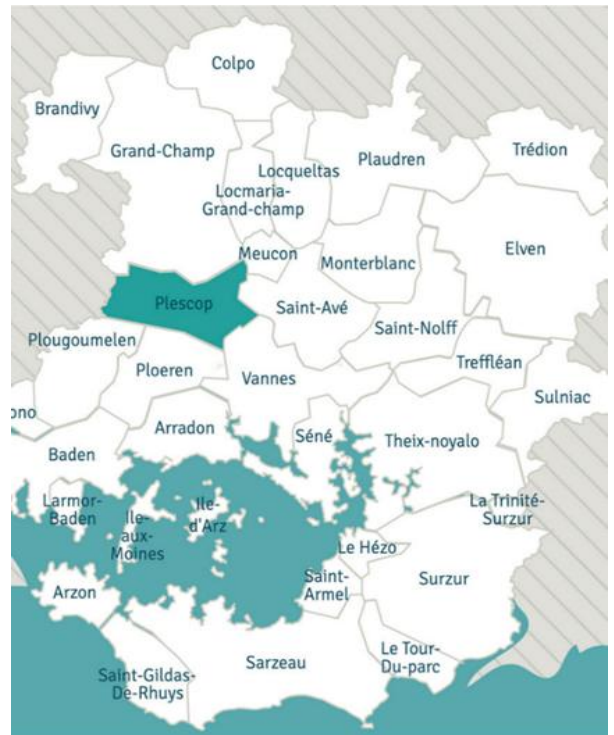 Colpo
Brandivy
Grand-Champ
Locqueltas
Plaudren
Trédion
Locmaria-
Grand-champ
Meucon
Monterblanc
Elven
Plescop
Saint-Avé
Saint-Nolff
Plougoumelen
Ploeren
Vannes
Treffléan
Sulniac
ono
Baden
Arradon
Séné
Theix-noyalo
Larmor-
Baden
Ile-
aux-
Moines
Ile-
d'Arz
La Trinité-
Surzur
Le Hézo
Saint-
Armel
Surzur
Arzon
Saint-Gildas-
De-Rhuys
Sarzeau
Le Tour-
Du-parc